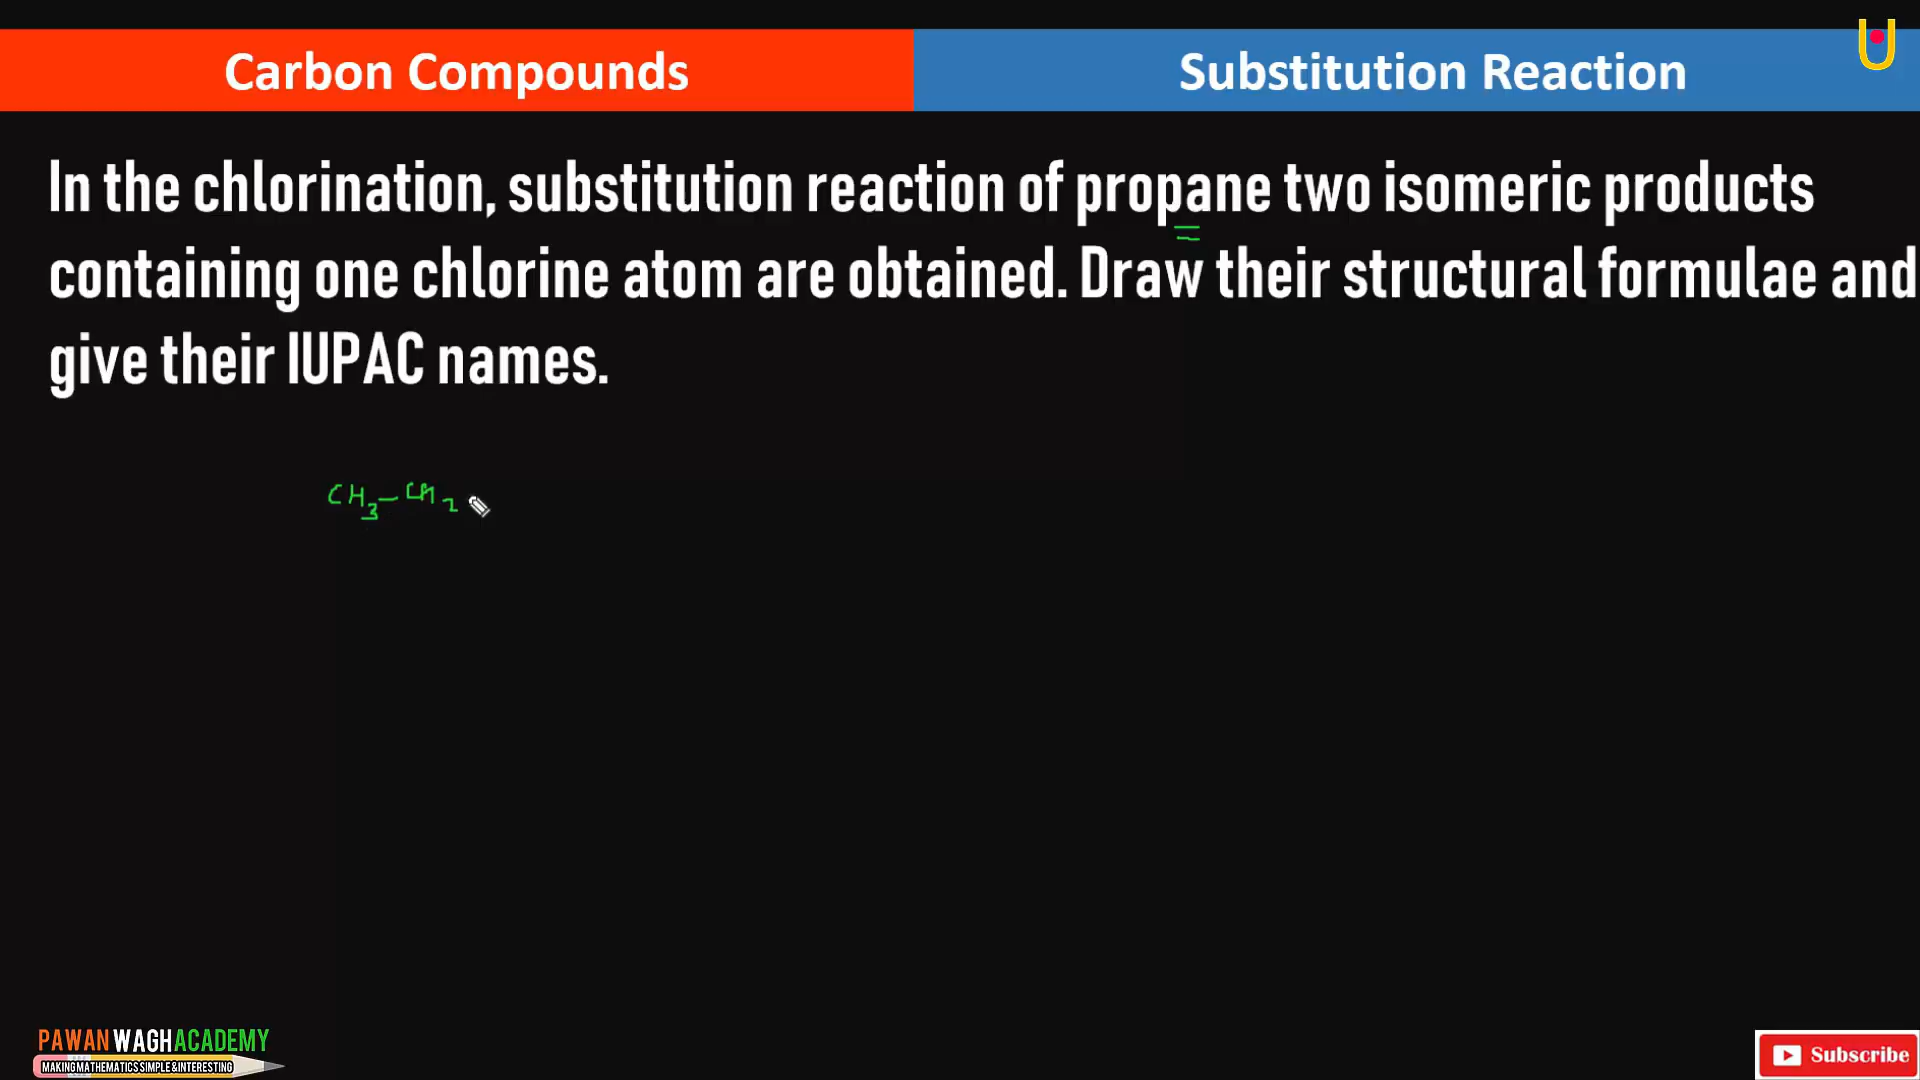 Carbon Compounds
Substitution Reaction
In the chlorination, substitution reaction of propane two isomeric products
containing one chlorine atom are obtained. Draw their structural formulae and
give their IUPAC names.
CH₃-CH₂
PAWAN WAGH ACADEMY
MAKING MATHEMATICS SIMPLE & INTERESTING
Subscribe